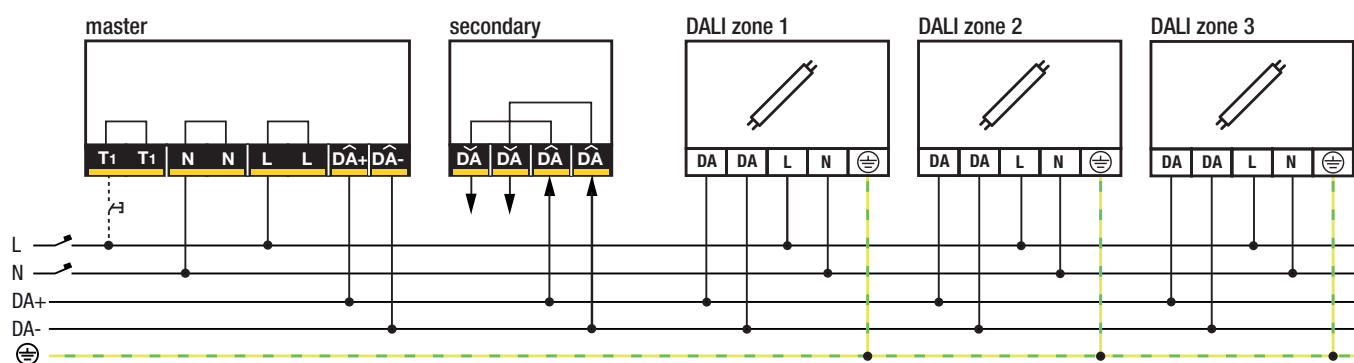 master secondary DALI zone 1 DALI zone 2 DALI zone 3
T1 T1 N N L L DA+ DA- DA DA DA DA DA DA L N DA DA L N DA DA L N
L
N
DA+
DA-